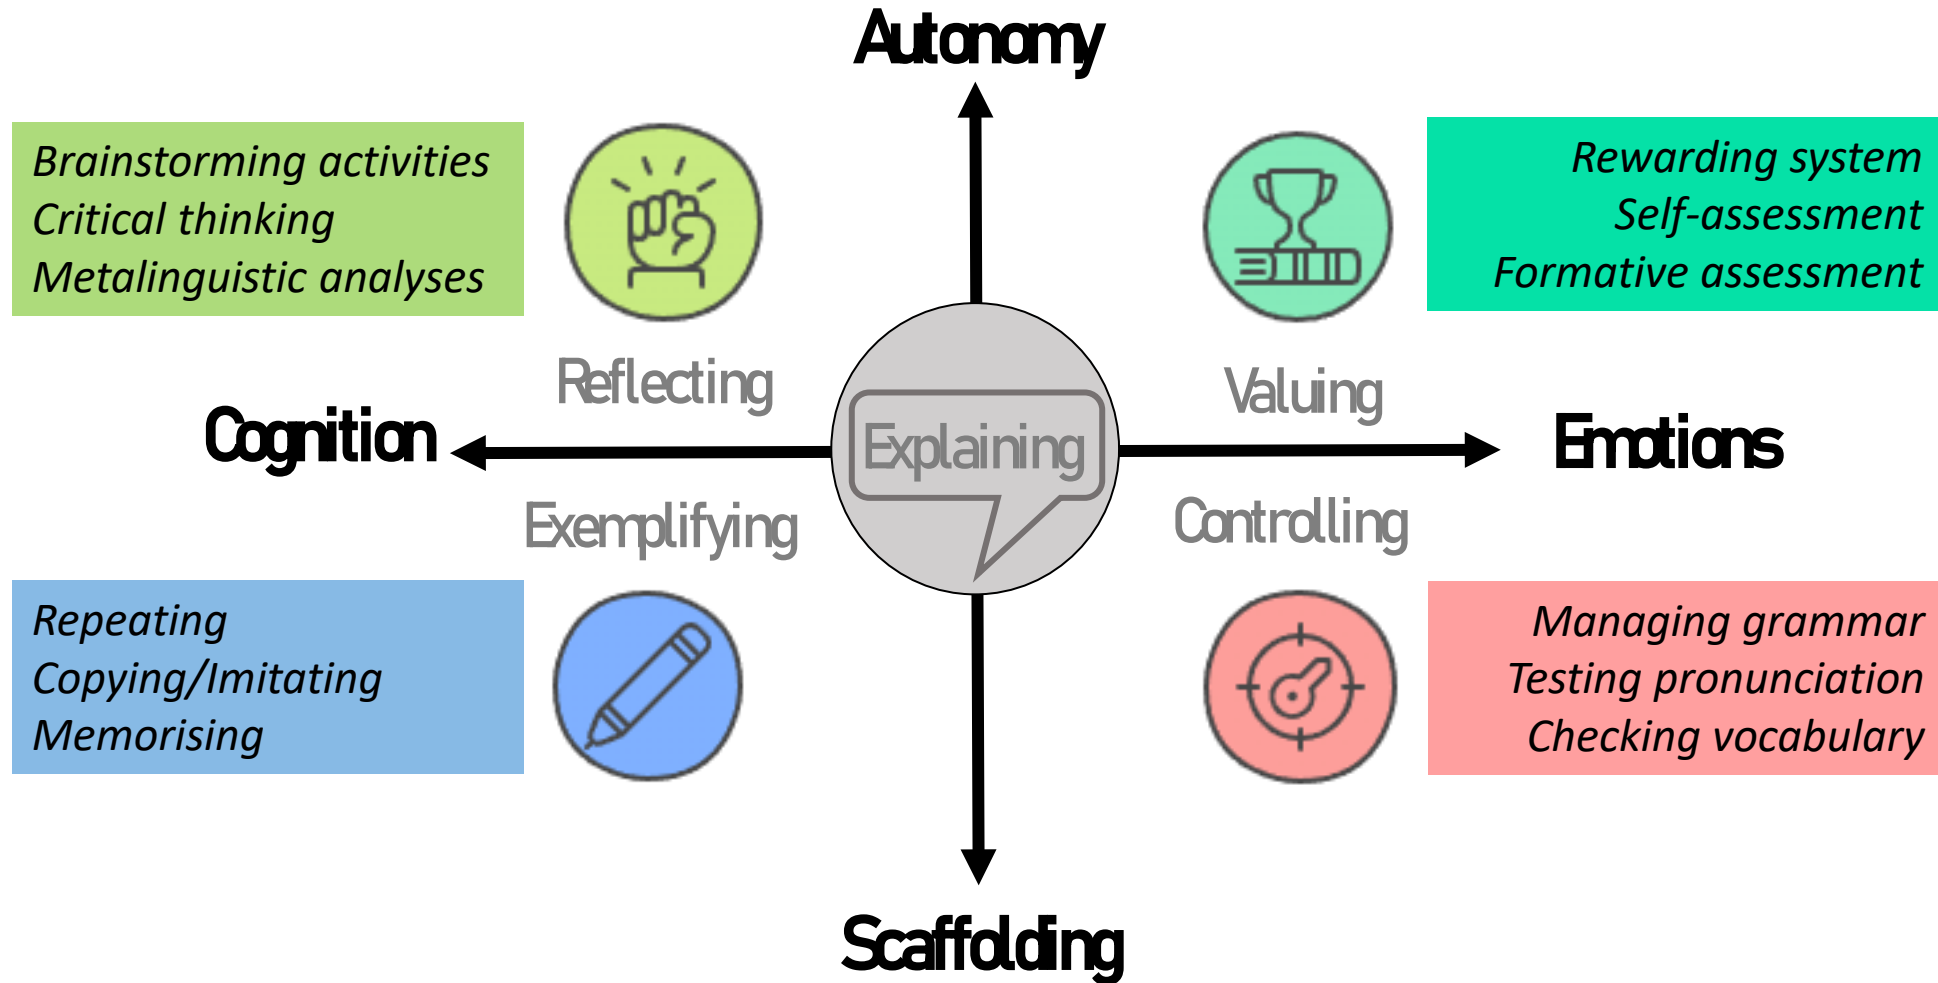 Autonomy
Brainstorming activities
Critical thinking
Metalinguistic analyses
Rewarding system
Self-assessment
Formative assessment
Reflecting
Valuing
Cognition
Explaining
Emotions
Exemplifying
Controlling
Repeating
Copying/Imitating
Memorising
Managing grammar
Testing pronunciation
Checking vocabulary
Scaffolding